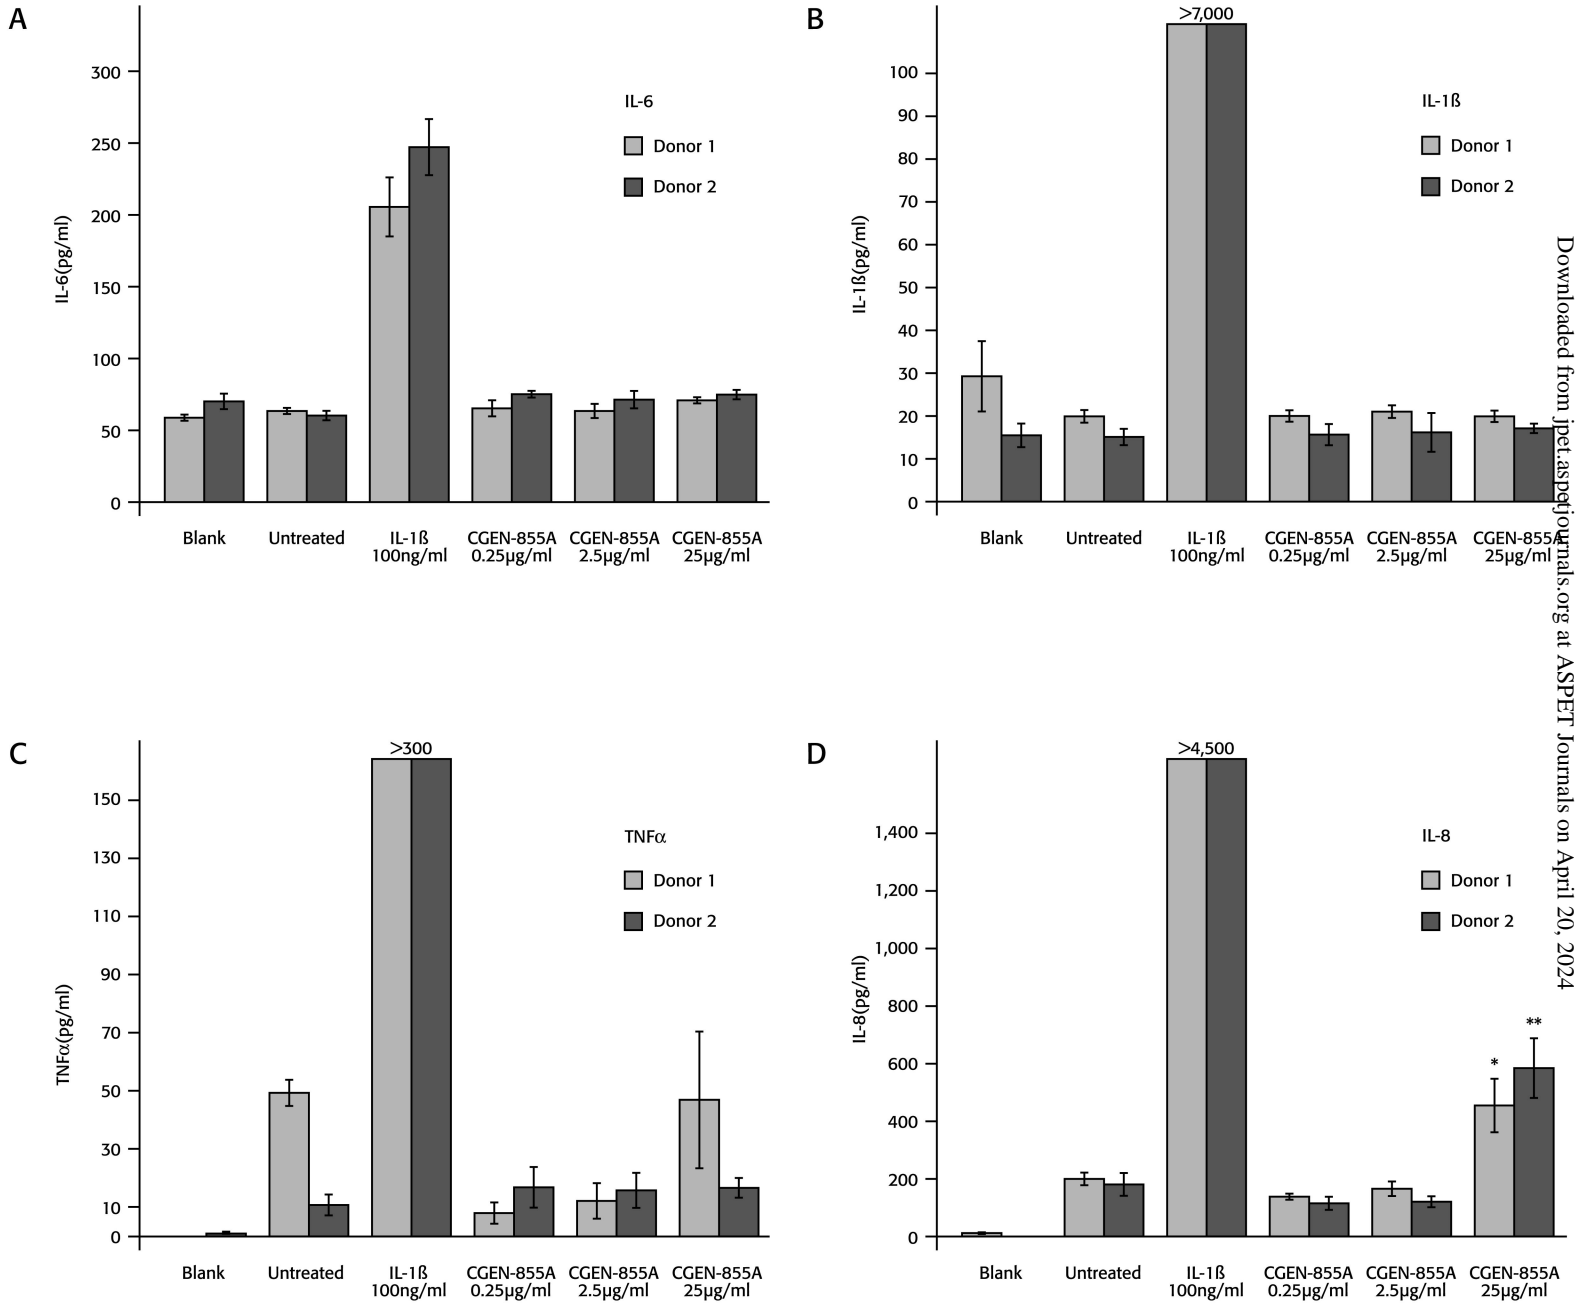 A
300
250
200
150
100
50
0
IL-6(pg/ml)
IL-6
Donor 1
Donor 2
Blank
Untreated
IL-1ß
100ng/ml
CGEN-855A
0.25µg/ml
CGEN-855A
2.5µg/ml
CGEN-855A
25µg/ml
B
>7,000
100
90
80
70
60
50
40
30
20
10
0
IL-1ß(pg/ml)
IL-1ß
Donor 1
Donor 2
Blank
Untreated
IL-1ß
100ng/ml
CGEN-855A
0.25µg/ml
CGEN-855A
2.5µg/ml
CGEN-855A
25µg/ml
C
>300
150
130
110
90
70
50
30
10
0
TNFα(pg/ml)
TNFα
Donor 1
Donor 2
Blank
Untreated
IL-1ß
100ng/ml
CGEN-855A
0.25µg/ml
CGEN-855A
2.5µg/ml
CGEN-855A
25µg/ml
D
>4,500
1,400
1,200
1,000
800
600
400
200
0
IL-8(pg/ml)
IL-8
Donor 1
Donor 2
*
**
Blank
Untreated
IL-1ß
100ng/ml
CGEN-855A
0.25µg/ml
CGEN-855A
2.5µg/ml
CGEN-855A
25µg/ml
Downloaded from jpet.aspetjournals.org at ASPET Journals on April 20, 2024